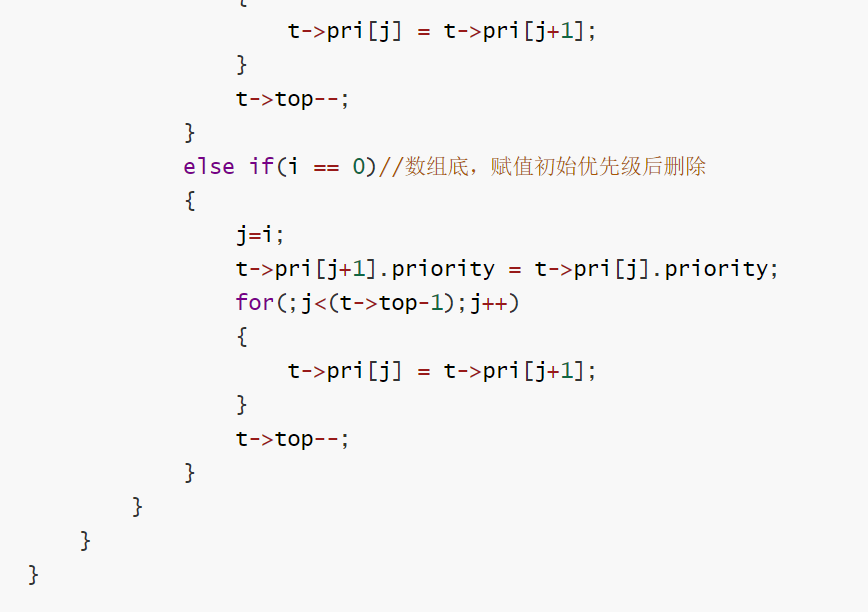 {
t->pri[j] = t->pri[j+1];
}
t->top--;
}
else if(i == 0)//数组底，赋值初始优先级后删除
{
j=i;
t->pri[j+1].priority = t->pri[j].priority;
for(;j<(t->top-1);j++)
{
t->pri[j] = t->pri[j+1];
}
t->top--;
}
}
}
}